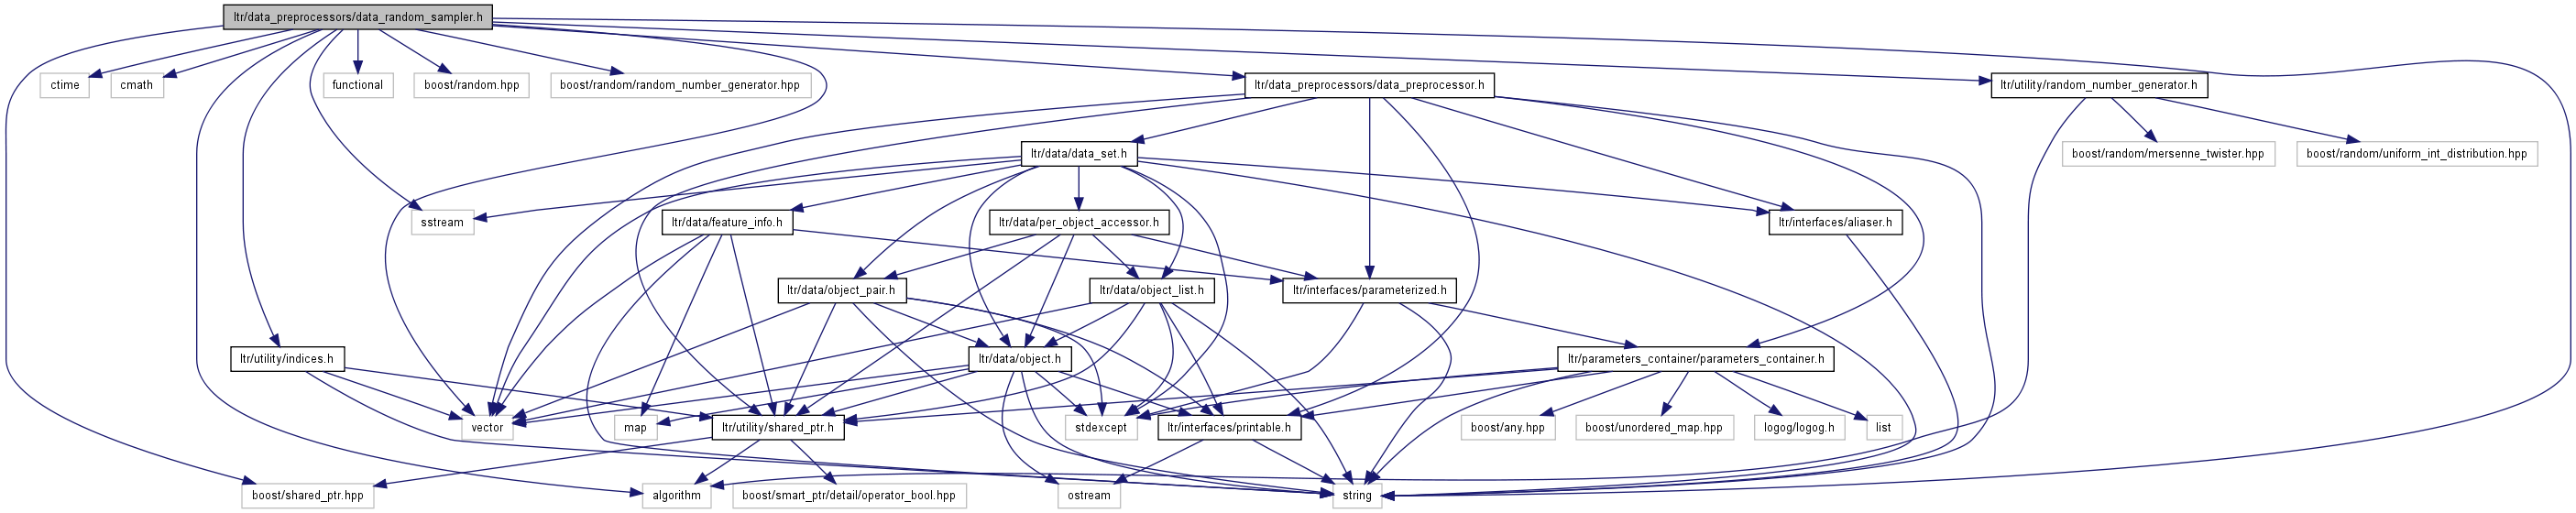 ltr/data_preprocessors/data_random_sampler.h
ctime
cmath
functional
boost/random.hpp
boost/random/random_number_generator.hpp
ltr/data_preprocessors/data_preprocessor.h
ltr/utility/random_number_generator.h
ltr/data/data_set.h
boost/random/mersenne_twister.hpp
boost/random/uniform_int_distribution.hpp
sstream
ltr/data/feature_info.h
ltr/data/per_object_accessor.h
ltr/interfaces/aliaser.h
ltr/data/object_pair.h
ltr/data/object_list.h
ltr/interfaces/parameterized.h
ltr/utility/indices.h
ltr/data/object.h
ltr/parameters_container/parameters_container.h
vector
map
ltr/utility/shared_ptr.h
stdexcept
ltr/interfaces/printable.h
boost/any.hpp
boost/unordered_map.hpp
logog/logog.h
list
boost/shared_ptr.hpp
algorithm
boost/smart_ptr/detail/operator_bool.hpp
ostream
string